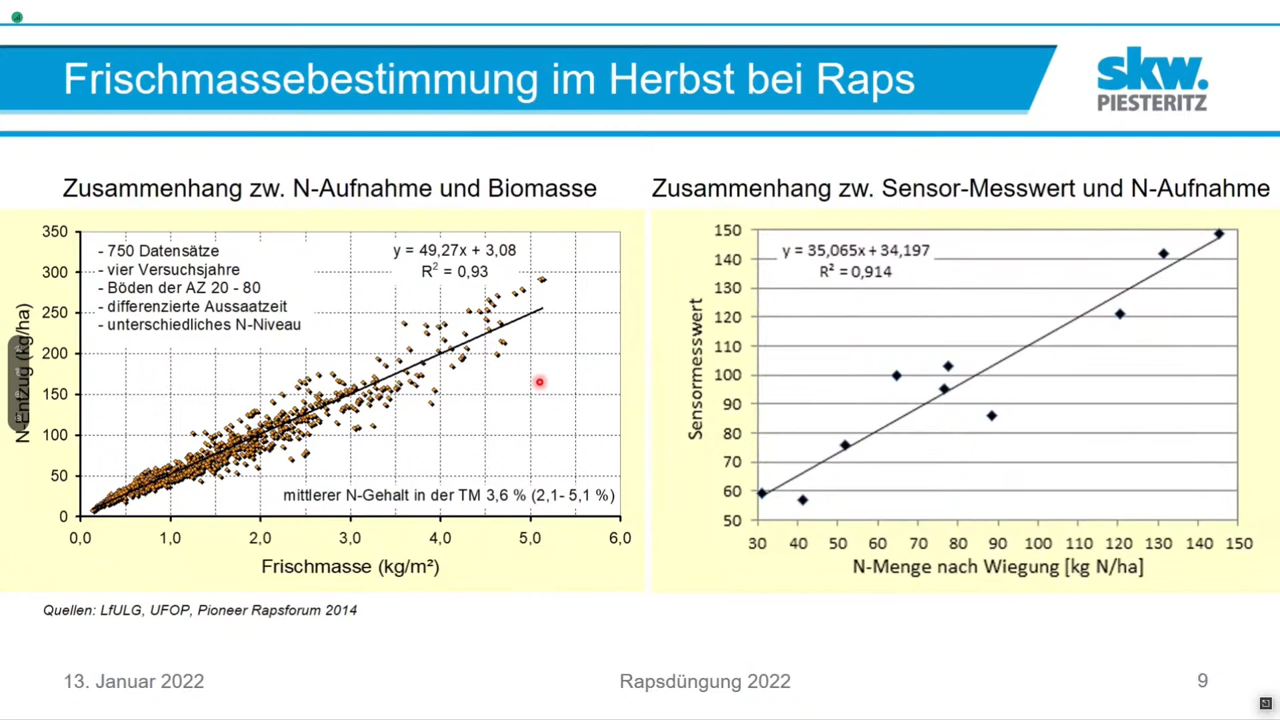 Frischmassebestimmung im Herbst bei Raps
skw.
PIESTERITZ
Zusammenhang zw. N-Aufnahme und Biomasse
N-Entzug (kg/ha)
350
300
250
200
150
100
50
0
- 750 Datensätze
- vier Versuchsjahre
- Böden der AZ 20 - 80
- differenzierte Aussaatzeit
- unterschiedliches N-Niveau
y = 49,27x + 3,08
R² = 0,93
mittlerer N-Gehalt in der TM 3,6 % (2,1- 5,1 %)
0,0 1,0 2,0 3,0 4,0 5,0 6,0
Frischmasse (kg/m²)
Zusammenhang zw. Sensor-Messwert und N-Aufnahme
Sensormesswert
150
140
130
120
110
100
90
80
70
60
50
y = 35,065x + 34,197
R² = 0,914
30 40 50 60 70 80 90 100 110 120 130 140 150
N-Menge nach Wiegung [kg N/ha]
Quellen: LfULG, UFOP, Pioneer Rapsforum 2014
13. Januar 2022
Rapsdüngung 2022
9